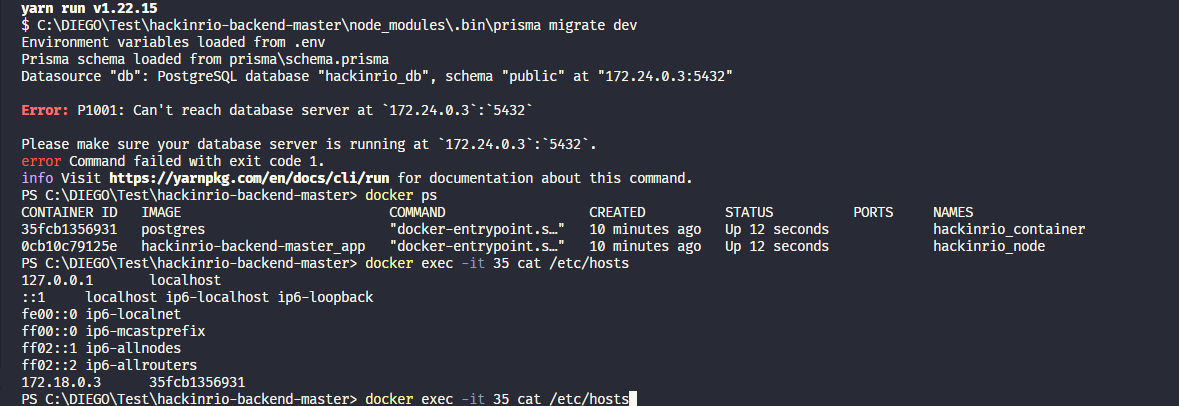 yarn run v1.22.15
$ C:\DIEGO\Test\hackinrio-backend-master\node_modules\.bin\prisma migrate dev
Environment variables loaded from .env
Prisma schema loaded from prisma\schema.prisma
Datasource "db": PostgreSQL database "hackinrio_db", schema "public" at "172.24.0.3:5432"
Error: P1001: Can't reach database server at `172.24.0.3`:`5432`
Please make sure your database server is running at `172.24.0.3`:`5432`.
error Command failed with exit code 1.
info Visit https://yarnpkg.com/en/docs/cli/run for documentation about this command.
PS C:\DIEGO\Test\hackinrio-backend-master> docker ps
CONTAINER ID   IMAGE                         COMMAND                  CREATED          STATUS          PORTS     NAMES
35fcb1356931   postgres                      "docker-entrypoint.s…"   10 minutes ago   Up 12 seconds             hackinrio_container
0cb10c79125e   hackinrio-backend-master_app   "docker-entrypoint.s…"   10 minutes ago   Up 12 seconds             hackinrio_node
PS C:\DIEGO\Test\hackinrio-backend-master> docker exec -it 35 cat /etc/hosts
127.0.0.1       localhost
::1     localhost ip6-localhost ip6-loopback
fe00::0 ip6-localnet
ff00::0 ip6-mcastprefix
ff02::1 ip6-allnodes
ff02::2 ip6-allrouters
172.18.0.3      35fcb1356931
PS C:\DIEGO\Test\hackinrio-backend-master> docker exec -it 35 cat /etc/hosts